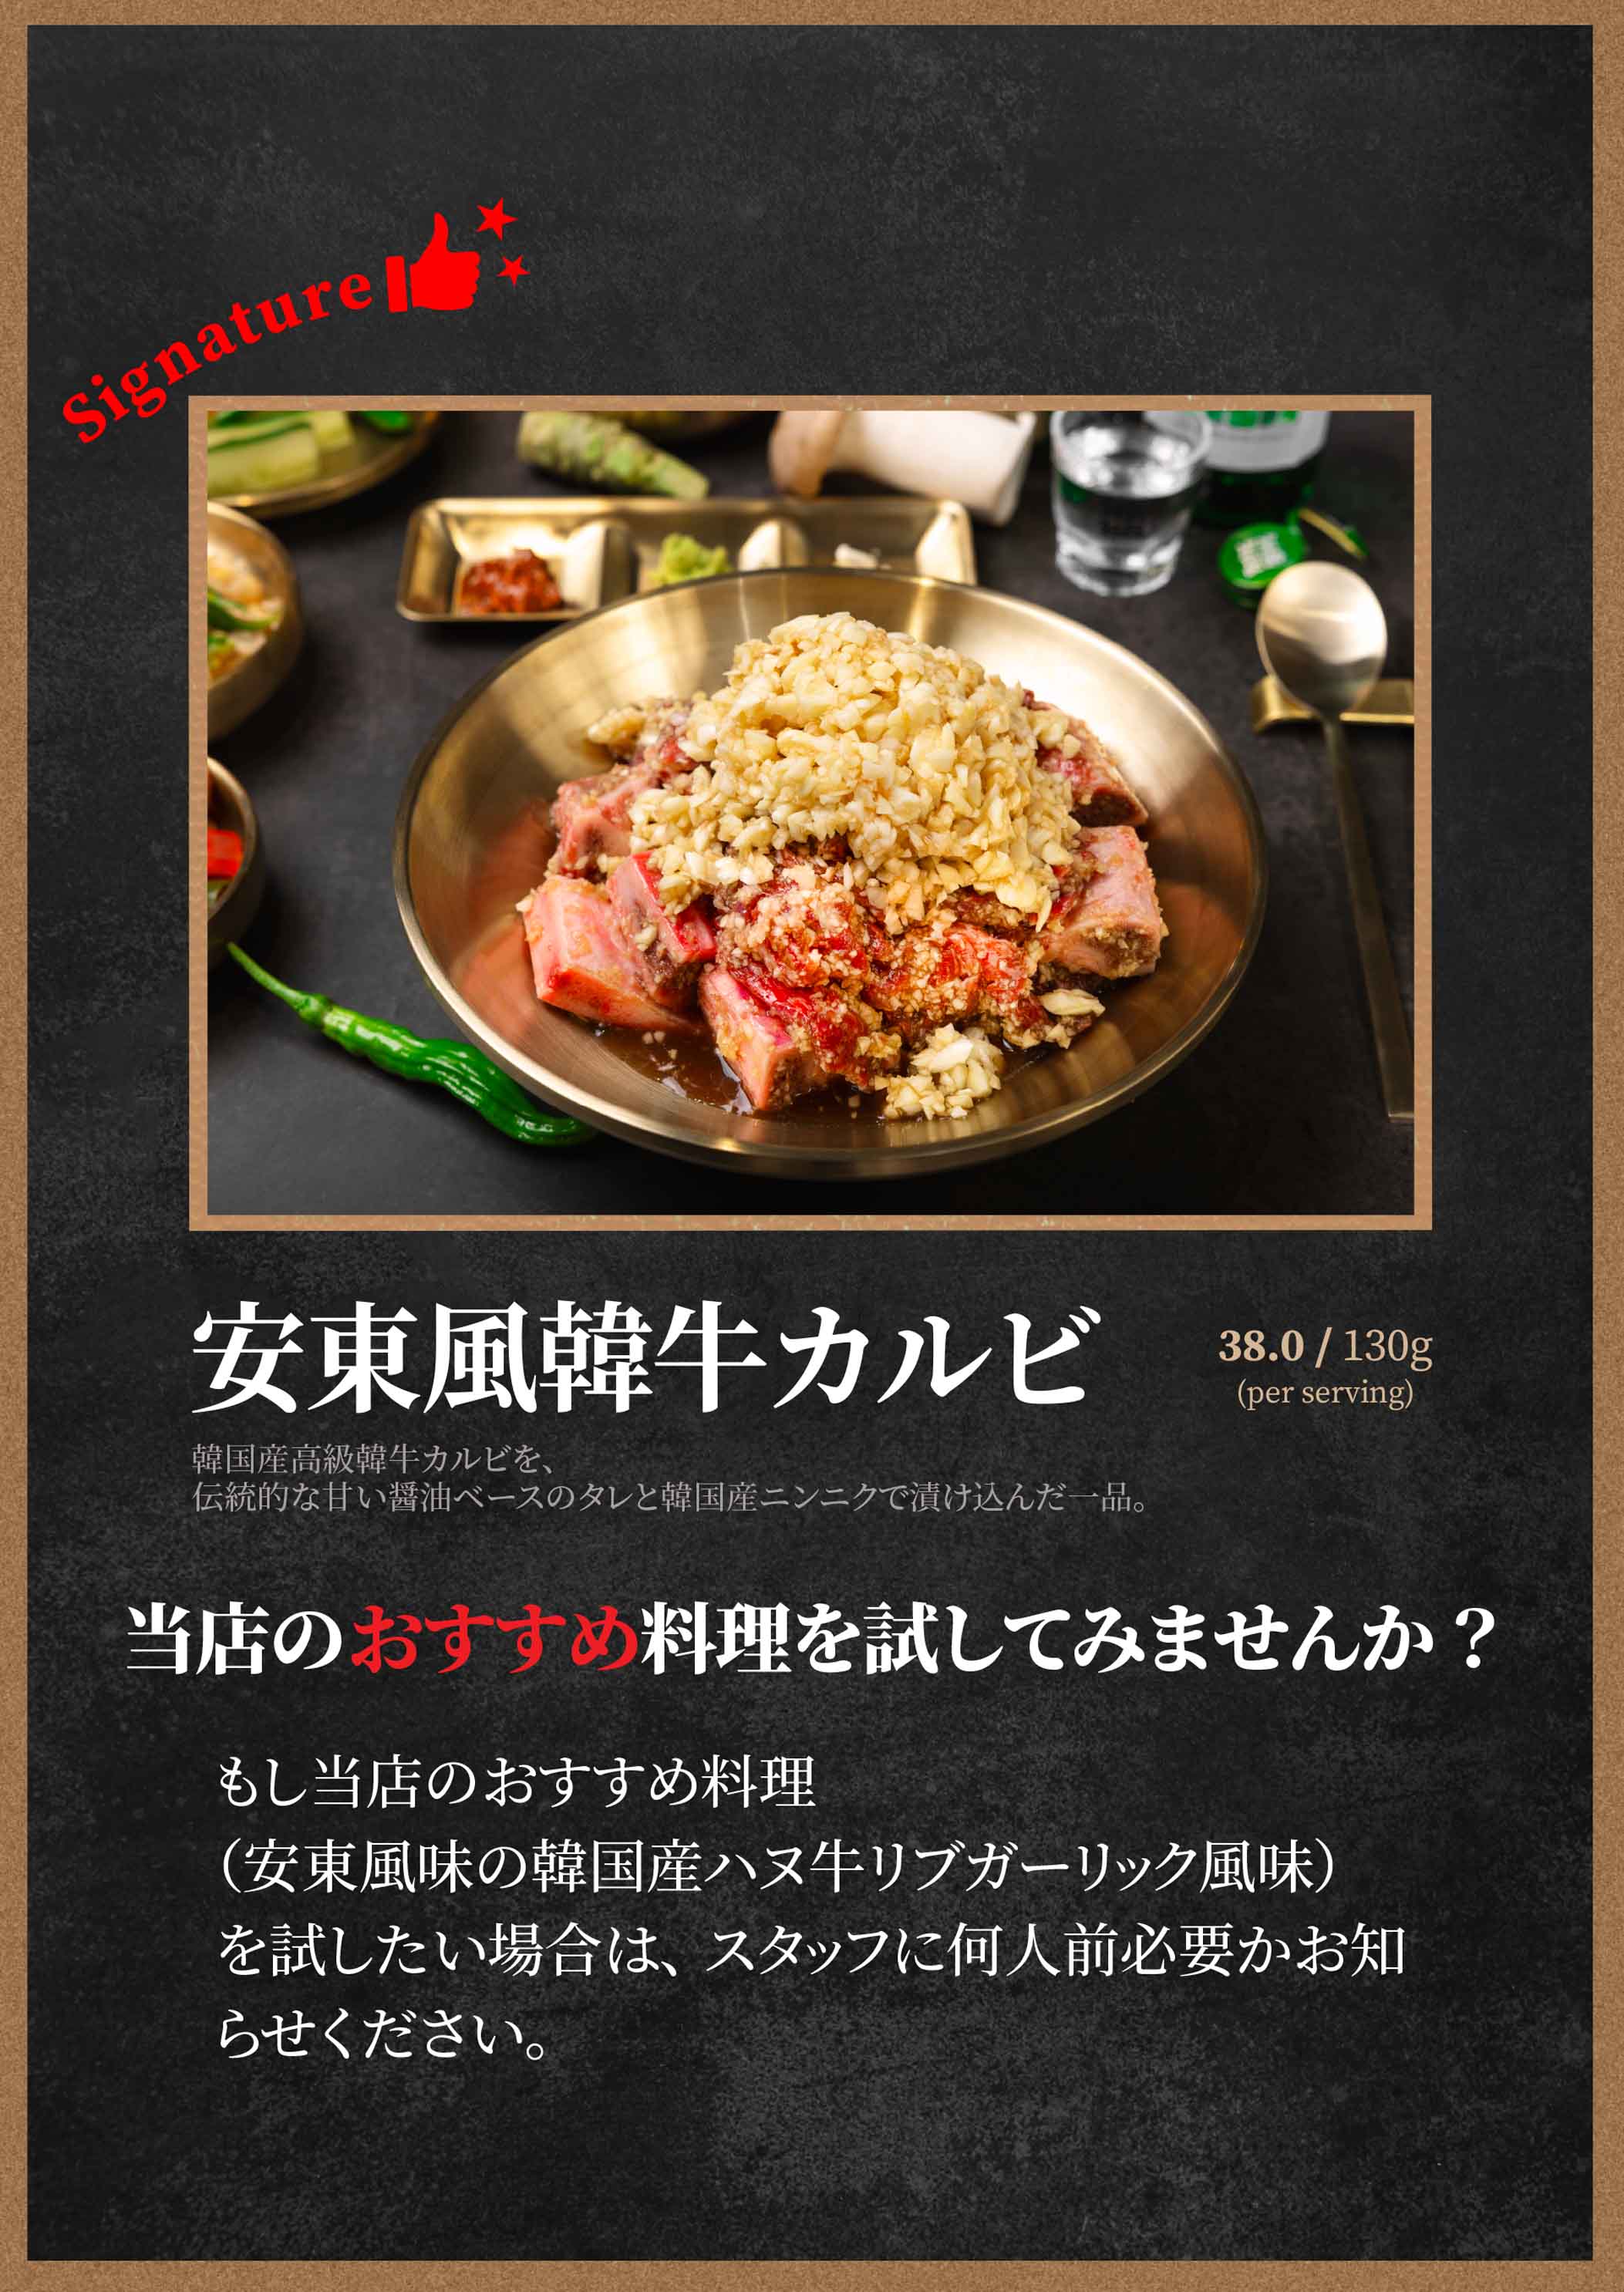 Signature
安東風韓牛カルビ
38.0 / 130g
(per serving)
韓国産高級韓牛カルビを、
伝統的な甘い醤油ベースのタレと韓国産ニンニクで漬け込んだ一品。
当店のおすすめ料理を試してみませんか？
もし当店のおすすめ料理
（安東風味の韓国産ハヌ牛リブガーリック風味）
を試したい場合は、スタッフに何人前必要かお知
らせください。